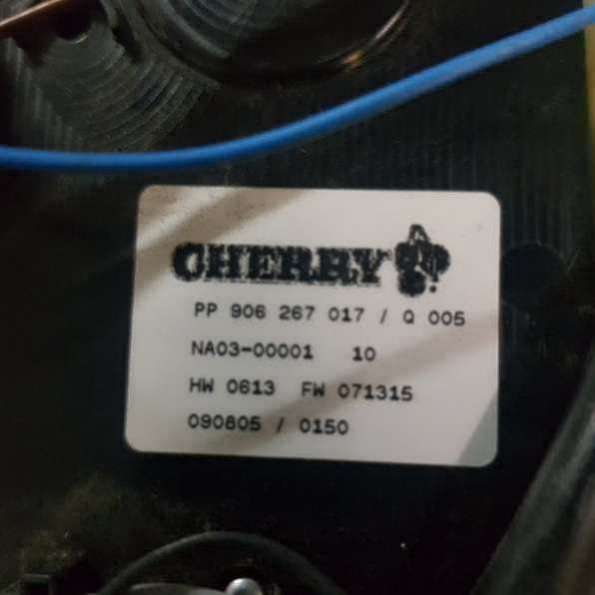 CHERRY
PP 906 267 017 / Q 005
NA03-00001 10
HW 0613 FW 071315
090805 / 0150